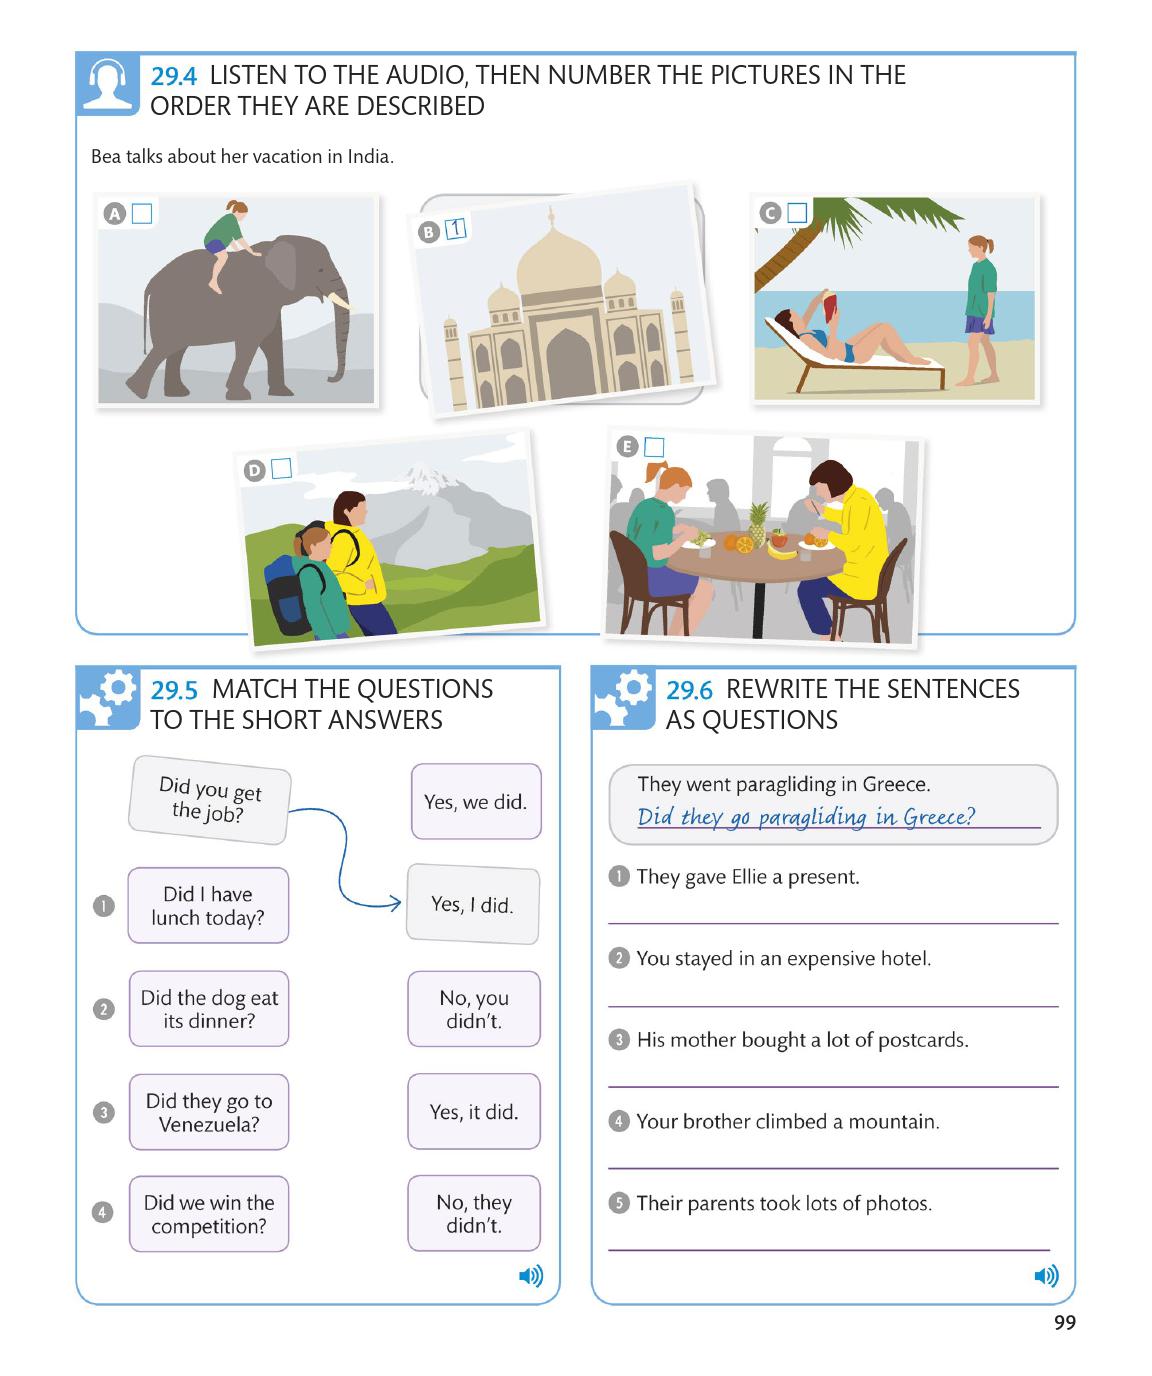 29.4 LISTEN TO THE AUDIO, THEN NUMBER THE PICTURES IN THE
ORDER THEY ARE DESCRIBED
Bea talks about her vacation in India.
A
B 1
C
D
E
29.5 MATCH THE QUESTIONS
TO THE SHORT ANSWERS
Did you get
the job?
Yes, we did.
1 Did I have
lunch today?
Yes, I did.
2 Did the dog eat
its dinner?
No, you
didn't.
3 Did they go to
Venezuela?
Yes, it did.
4 Did we win the
competition?
No, they
didn't.
29.6 REWRITE THE SENTENCES
AS QUESTIONS
They went paragliding in Greece.
Did they go paragliding in Greece?
1 They gave Ellie a present.
2 You stayed in an expensive hotel.
3 His mother bought a lot of postcards.
4 Your brother climbed a mountain.
5 Their parents took lots of photos.
99